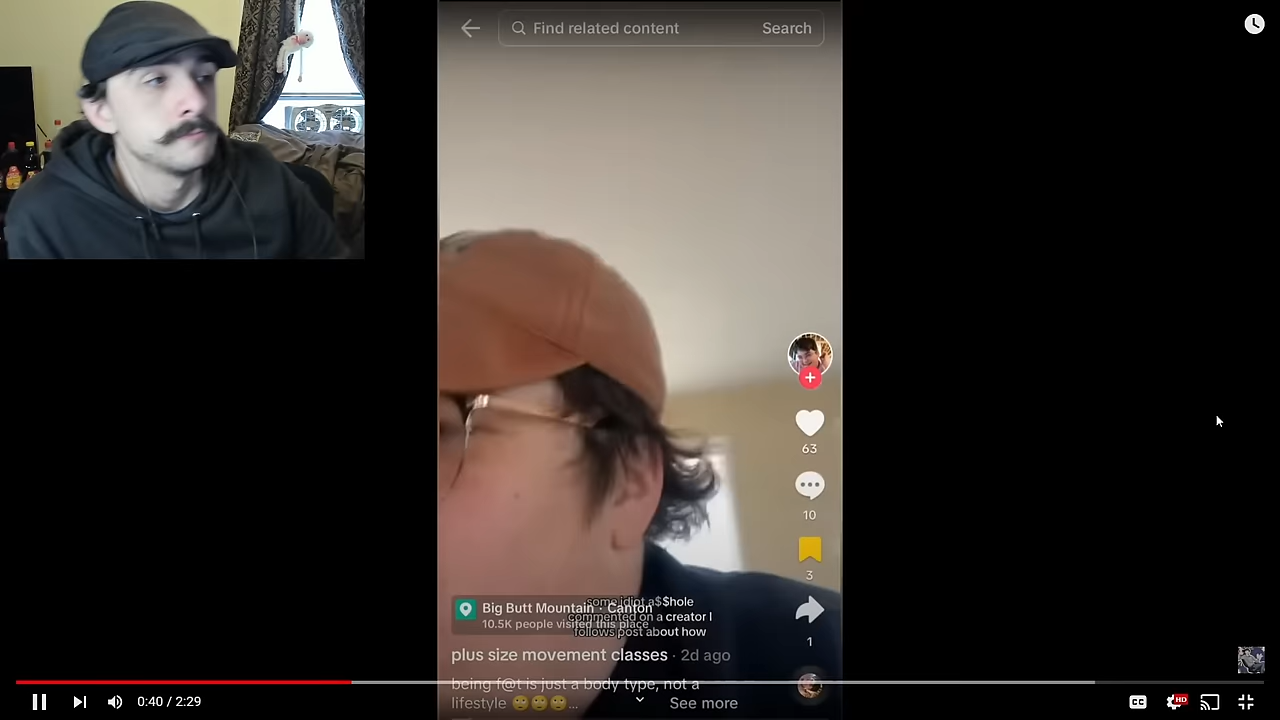 Find related content Search
63
10
3
1
some idiot a$$hole
commented on a creator I
follows post about how
Big Butt Mountain · Canton
10.5K people visited this place
plus size movement classes · 2d ago
being f@t is just a body type, not a
lifestyle 🙄🙄🙄... See more
0:40 / 2:29
CC
HD